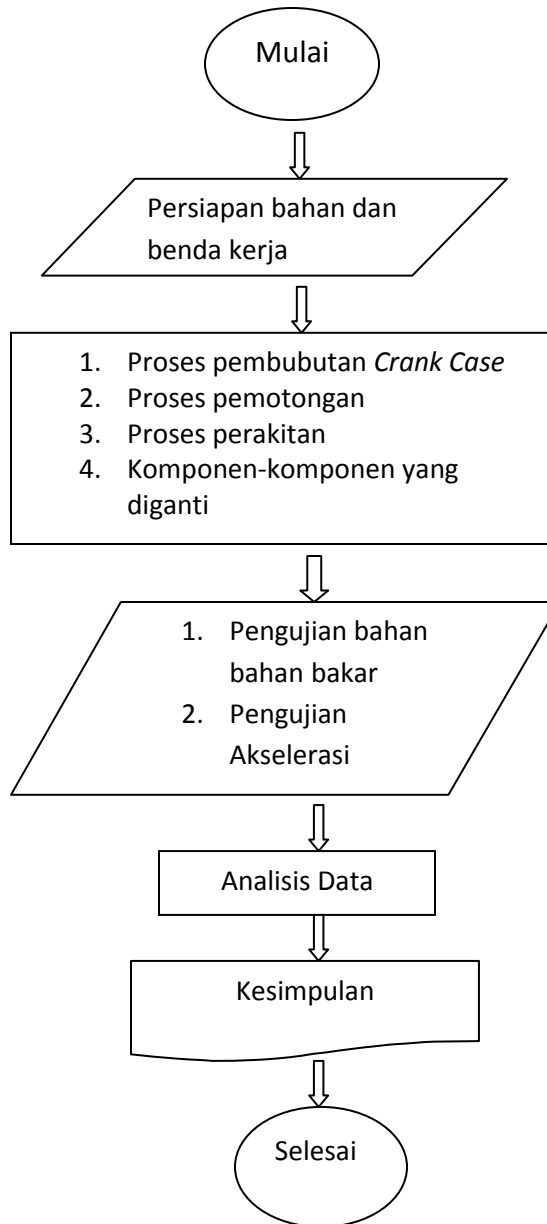 Mulai
Persiapan bahan dan
benda kerja
1. Proses pembubutan Crank Case
2. Proses pemotongan
3. Proses perakitan
4. Komponen-komponen yang
diganti
1. Pengujian bahan
bahan bakar
2. Pengujian
Akselerasi
Analisis Data
Kesimpulan
Selesai